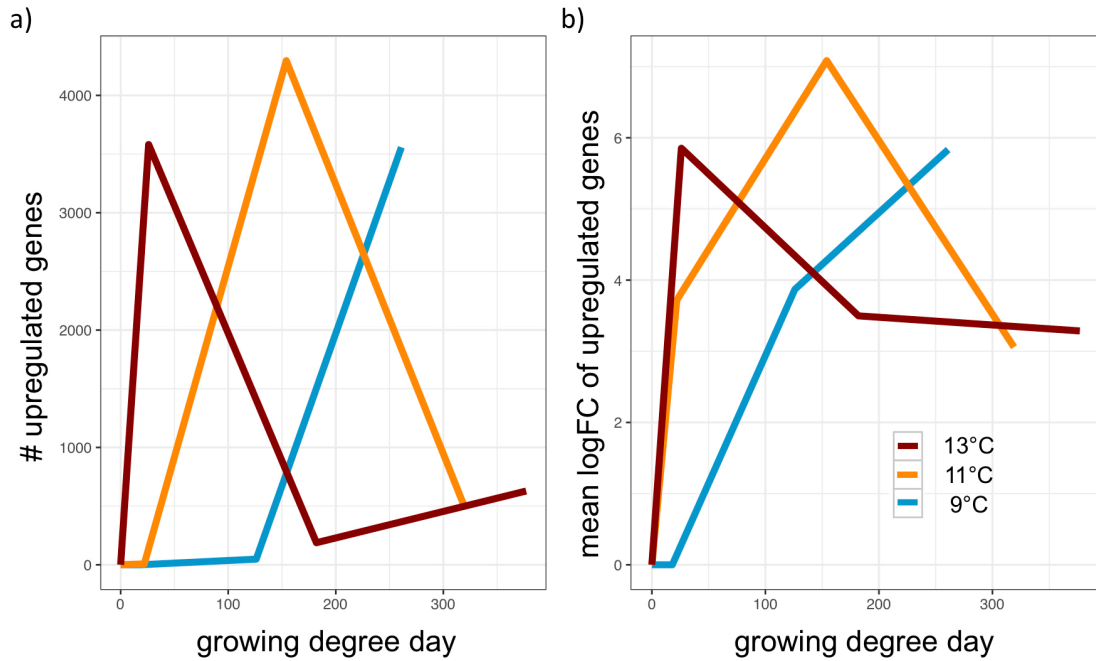 a)
# upregulated genes
4000
3000
2000
1000
0
0 100 200 300
growing degree day
b)
mean logFC of upregulated genes
6
4
2
0
0 100 200 300
growing degree day
13°C
11°C
9°C